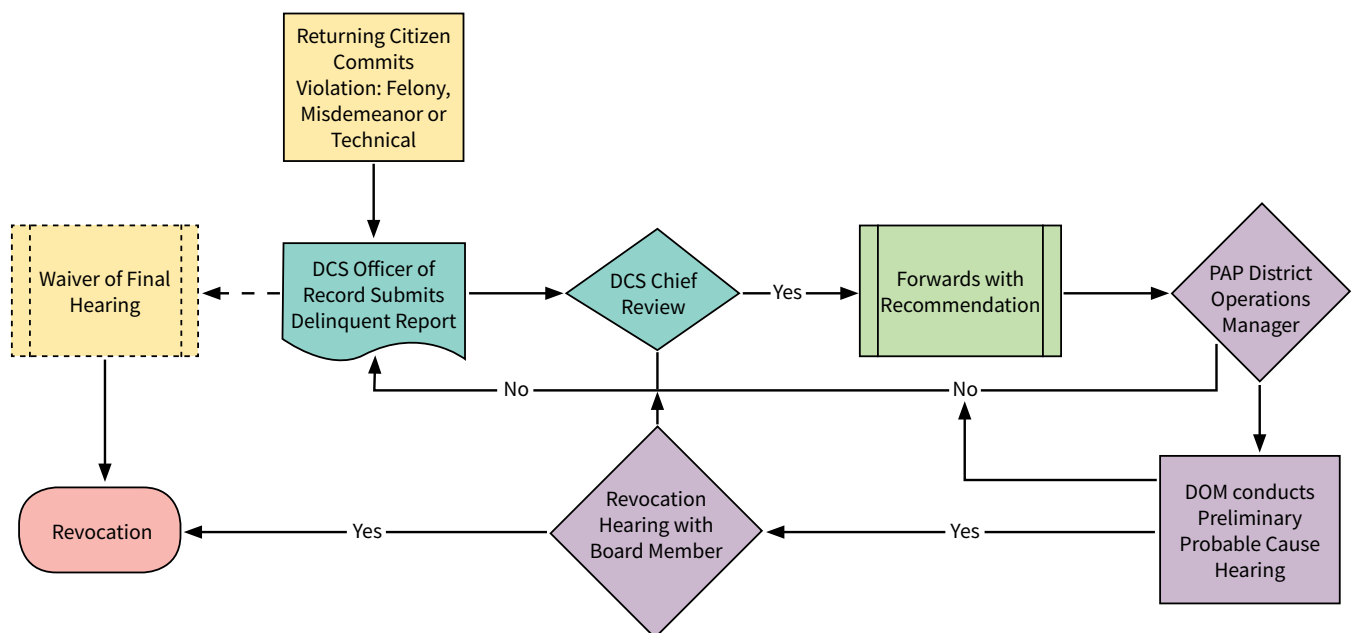 Returning Citizen
Commits
Violation: Felony,
Misdemeanor or
Technical
Waiver of Final
Hearing
DCS Officer of
Record Submits
Delinquent Report
DCS Chief
Review
Yes
Forwards with
Recommendation
PAP District
Operations
Manager
No
No
Revocation
Yes
Revocation
Hearing with
Board Member
Yes
DOM conducts
Preliminary
Probable Cause
Hearing